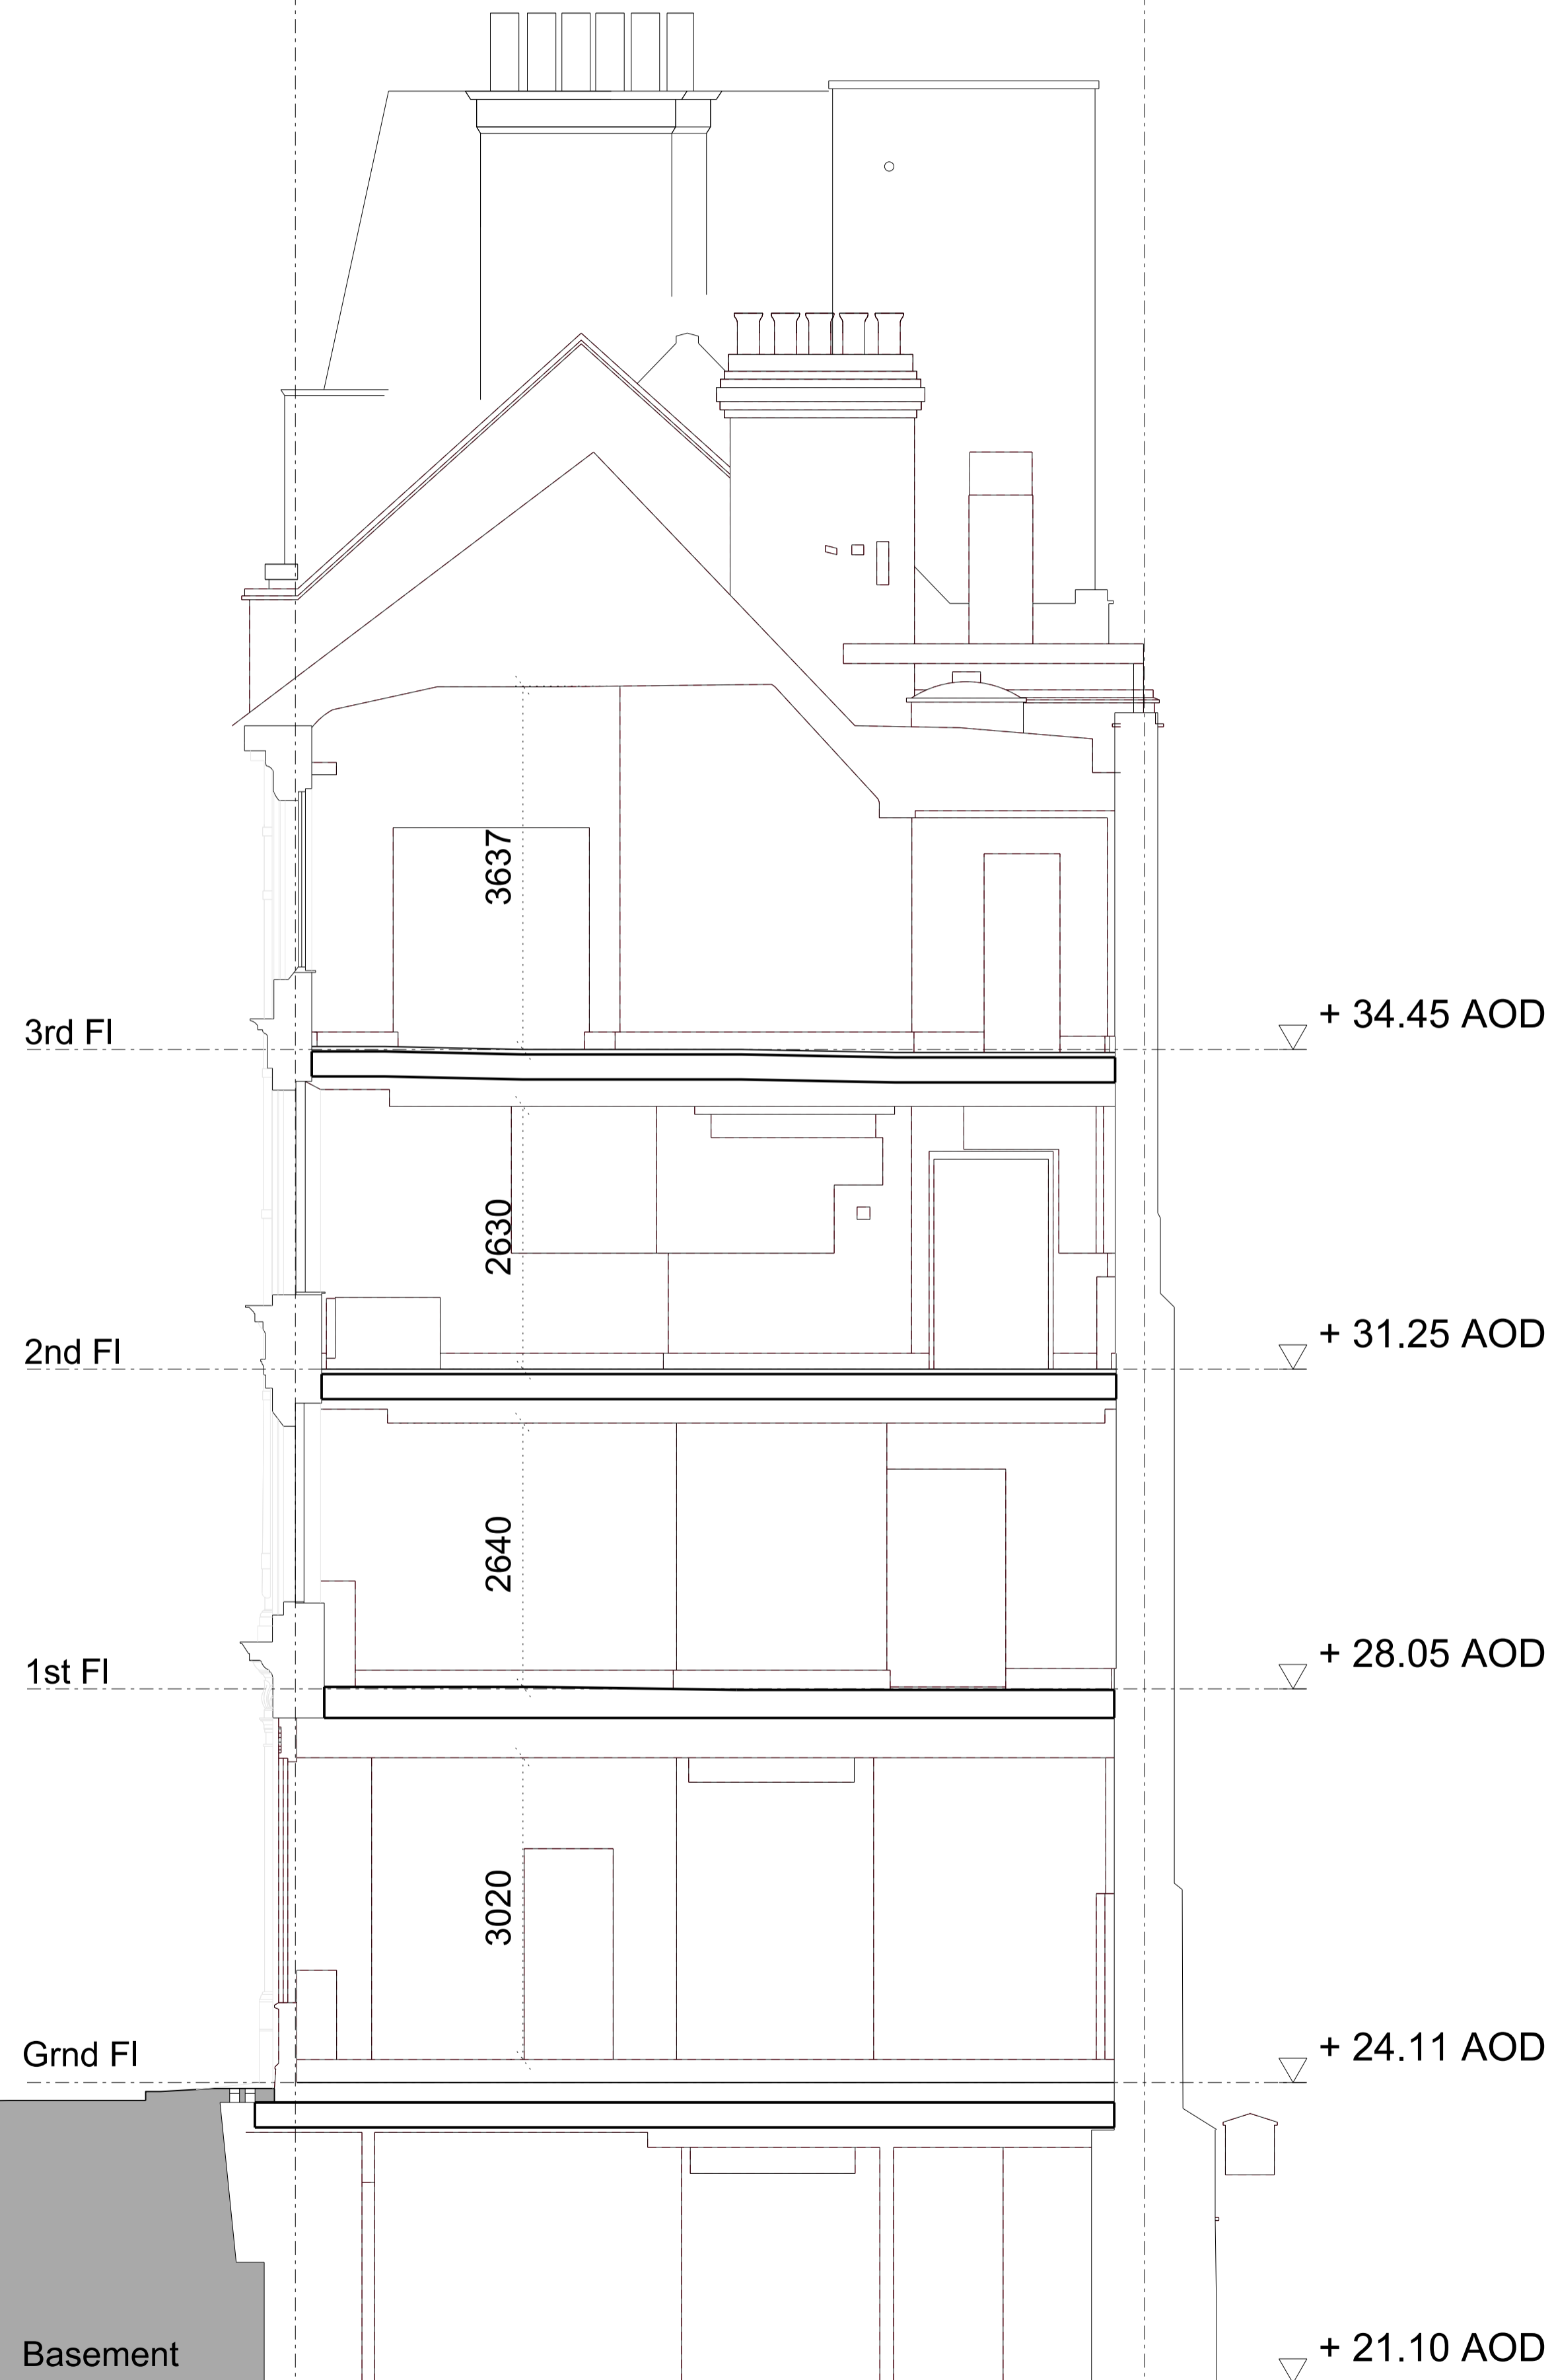 3637
3rd Fl
+ 34.45 AOD
2630
2nd Fl
+ 31.25 AOD
2640
1st Fl
+ 28.05 AOD
3020
Grnd Fl
+ 24.11 AOD
Basement
+ 21.10 AOD